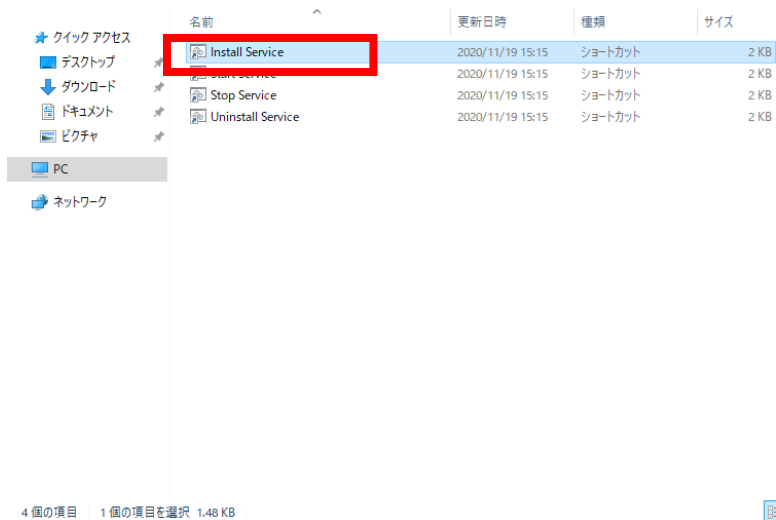 名前 更新日時 種類 サイズ
クイック アクセス
デスクトップ
ダウンロード
ドキュメント
ピクチャ
PC
ネットワーク
Install Service 2020/11/19 15:15 ショートカット 2 KB
Start Service 2020/11/19 15:15 ショートカット 2 KB
Stop Service 2020/11/19 15:15 ショートカット 2 KB
Uninstall Service 2020/11/19 15:15 ショートカット 2 KB
4 個の項目 1 個の項目を選択 1.48 KB